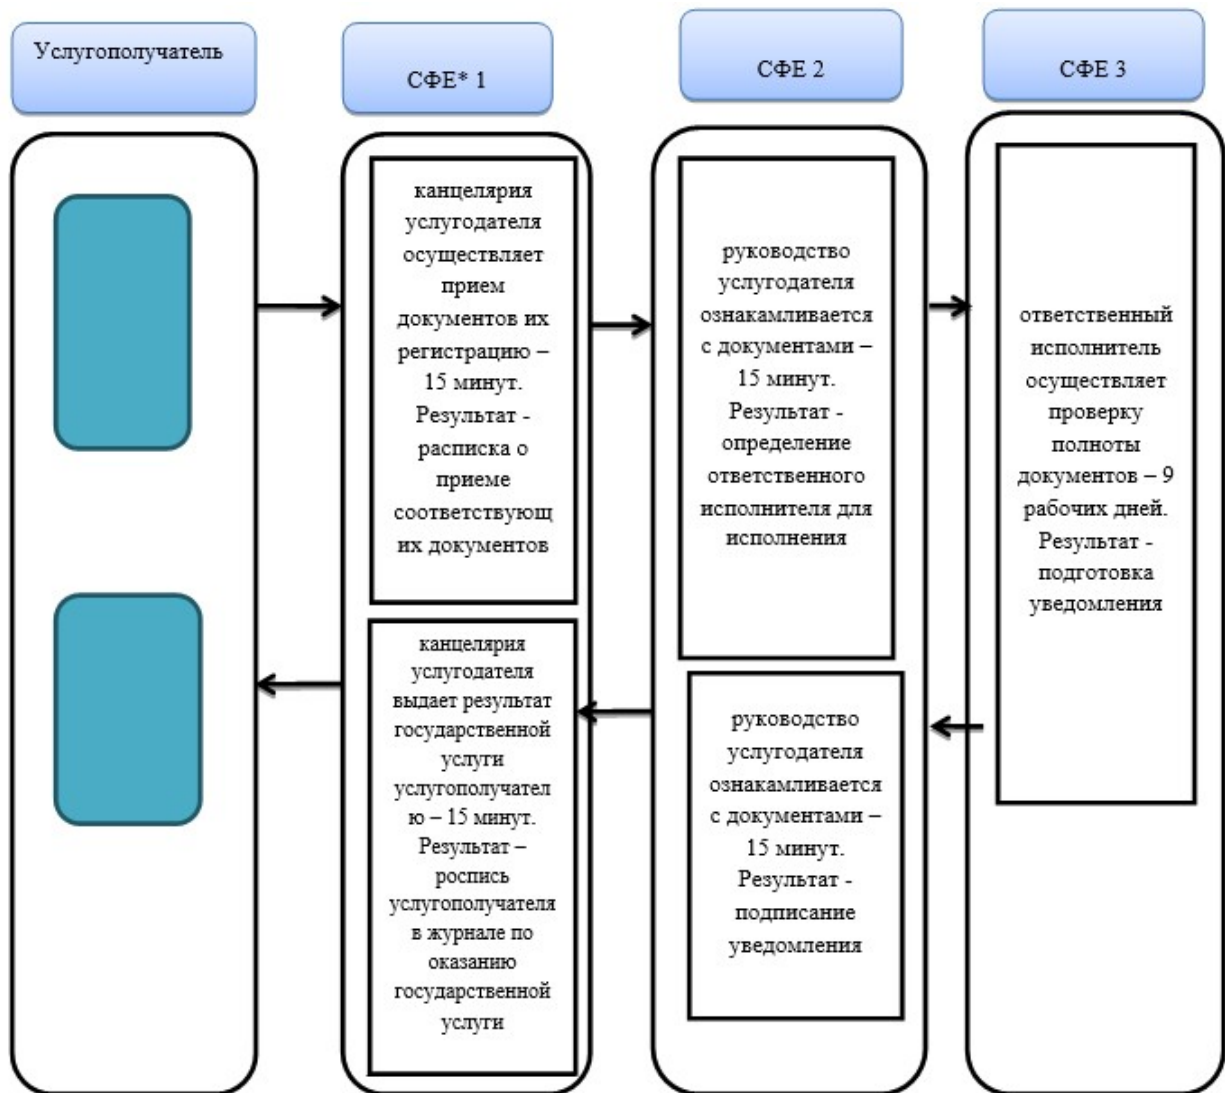 Услугополучатель
СФЕ* 1
СФЕ 2
СФЕ 3
канцелярия
услугодателя
осуществляет
прием
документов их
регистрацию –
15 минут.
Результат -
расписка о
приеме
соответствующ
их документов
руководство
услугодателя
ознакамливается
с документами –
15 минут.
Результат -
определение
ответственного
исполнителя для
исполнения
ответственный
исполнитель
осуществляет
проверку
полноты
документов – 9
рабочих дней.
Результат -
подготовка
уведомления
руководство
услугодателя
ознакамливается
с документами –
15 минут.
Результат -
подписание
уведомления
канцелярия
услугодателя
выдает результат
государственной
услуги
услугополучател
ю – 15 минут.
Результат –
роспись
услугополучателя
в журнале по
оказанию
государственной
услуги